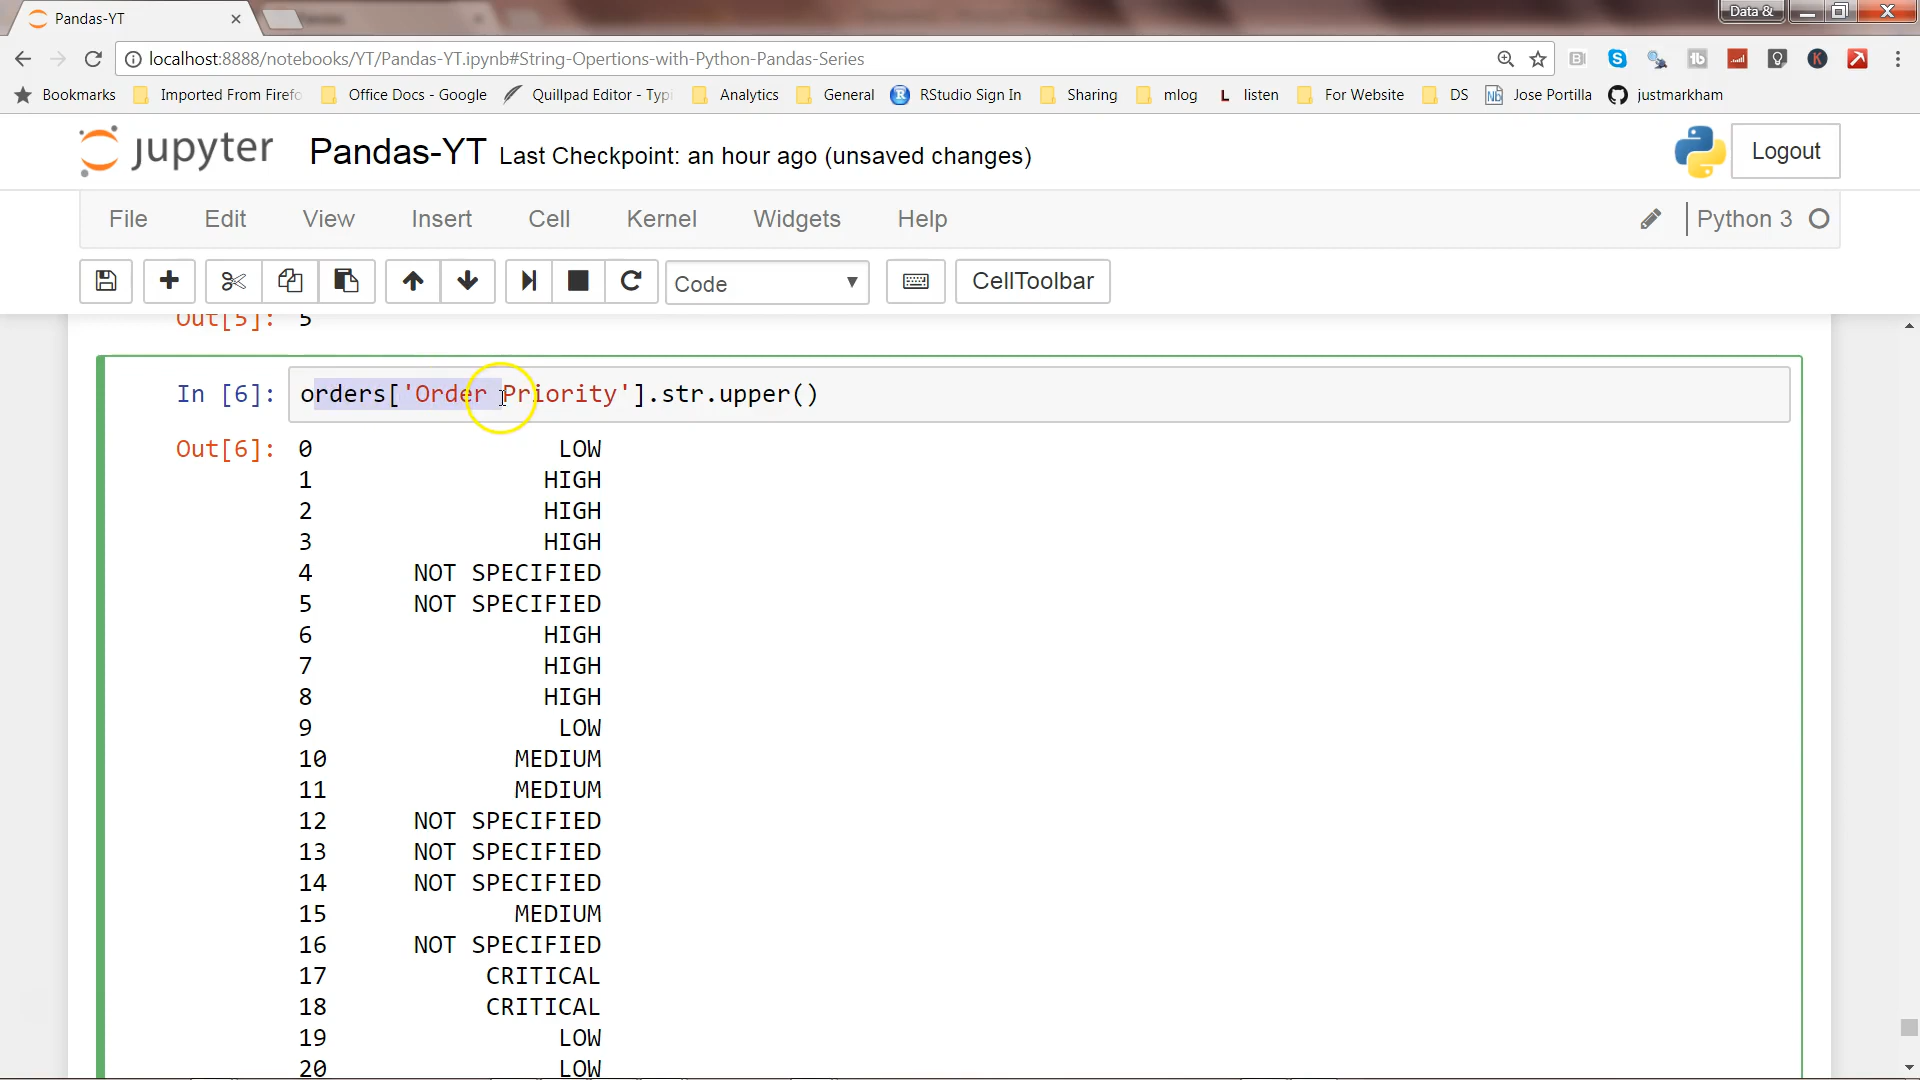 Pandas-YT
Data &
localhost:8888/notebooks/YT/Pandas-YT.ipynb#String-Opertions-with-Python-Pandas-Series
Bookmarks Imported From Firefo Office Docs - Google Quillpad Editor - Typi Analytics General RStudio Sign In Sharing mlog L listen For Website DS Nb Jose Portilla justmarkham
jupyter Pandas-YT Last Checkpoint: an hour ago (unsaved changes) Logout
File Edit View Insert Cell Kernel Widgets Help Python 3
Code CellToolbar
Out[5]: 5
In [6]: orders['Order Priority'].str.upper()
Out[6]: 0 LOW
1 HIGH
2 HIGH
3 HIGH
4 NOT SPECIFIED
5 NOT SPECIFIED
6 HIGH
7 HIGH
8 HIGH
9 LOW
10 MEDIUM
11 MEDIUM
12 NOT SPECIFIED
13 NOT SPECIFIED
14 NOT SPECIFIED
15 MEDIUM
16 NOT SPECIFIED
17 CRITICAL
18 CRITICAL
19 LOW
20 LOW